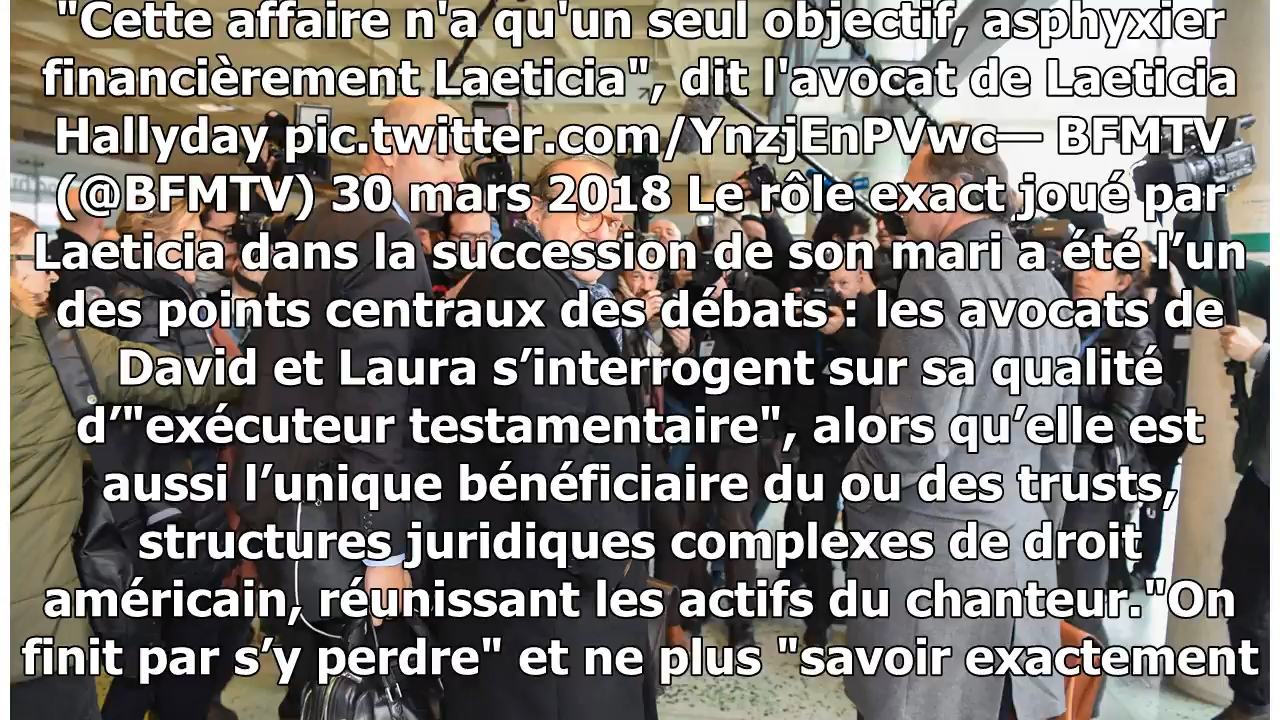 "Cette affaire n'a qu'un seul objectif, asphyxier
financièrement Laeticia", dit l'avocat de Laeticia
Hallyday pic.twitter.com/YnzjEnPVwc— BFMTV
(@BFMTV) 30 mars 2018 Le rôle exact joué par
Laeticia dans la succession de son mari a été l’un
des points centraux des débats : les avocats de
David et Laura s’interrogent sur sa qualité
d’"exécuteur testamentaire", alors qu’elle est
aussi l’unique bénéficiaire du ou des trusts,
structures juridiques complexes de droit
américain, réunissant les actifs du chanteur."On
finit par s’y perdre" et ne plus "savoir exactement